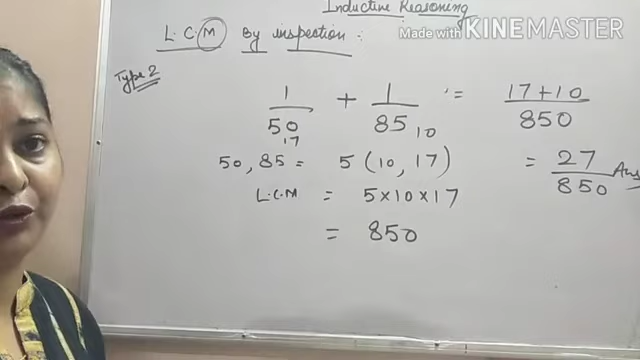 Inductive Reasoning
Made with KINEMASTER
L.C.M By inspection:
Type 2
1/50 + 1/85 = 17+10/850
17 10
50, 85 = 5 (10, 17) = 27/850 Ans
L.C.M = 5×10×17
= 850